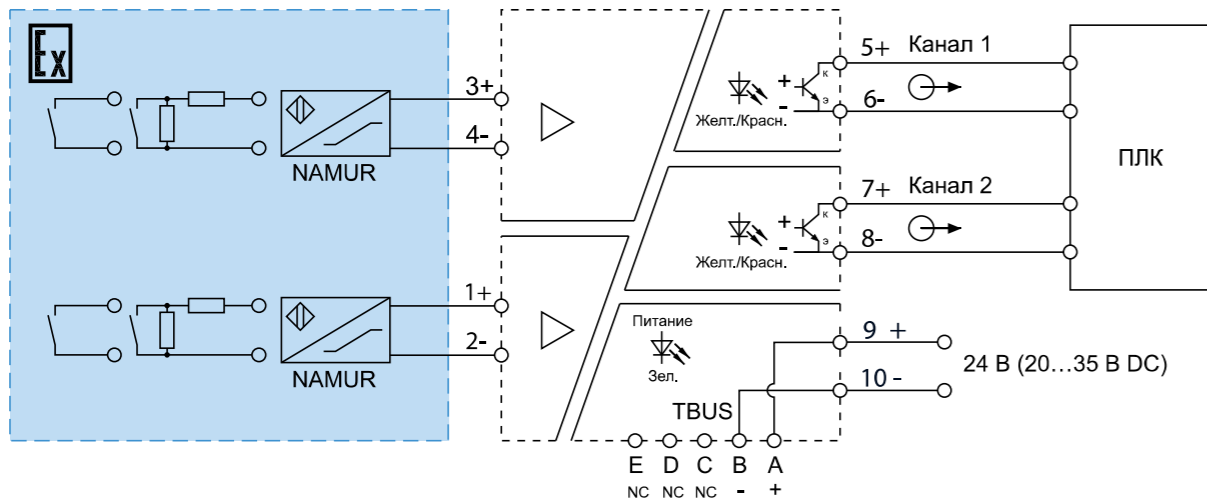 Ex
3+
4-
NAMUR
1+
2-
NAMUR
+
-
к
э
Желт./Красн.
5+ Канал 1
6-
+
-
к
э
Желт./Красн.
7+ Канал 2
8-
ПЛК
Питание
Зел.
9 +
10 -
24 В (20...35 В DC)
TBUS
E D C B A
NC NC NC - +